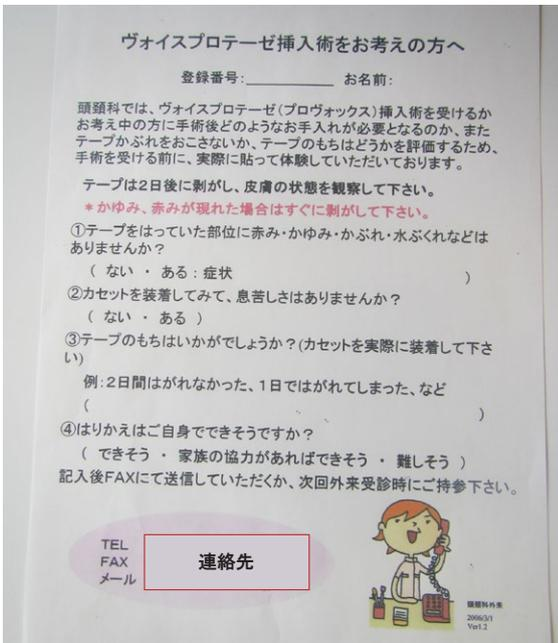 ヴォイスプロテーゼ挿入術をお考えの方へ
登録番号:＿＿＿＿＿＿ お名前:
頭頸科では、ヴォイスプロテーゼ(プロヴォックス)挿入術を受けるか
お考え中の方に手術後どのようなお手入れが必要となるのか、また
テープかぶれをおこさないか、テープのもちはどうかを評価するため、
手術を受ける前に、実際に貼って体験していただいております。
テープは2日後に剥がし、皮膚の状態を観察して下さい。
*かゆみ、赤みが現れた場合はすぐに剥がして下さい。
①テープをはっていた部位に赤み・かゆみ・かぶれ・水ぶくれなどは
ありませんか?
( ない ・ ある : 症状 )
②カセットを装着してみて、息苦しさはありませんか?
( ない ・ ある )
③テープのもちはいかがでしょうか?(カセットを実際に装着して下さ
い)
例:2日間はがれなかった、1日ではがれてしまった、など
( )
④はりかえはご自身でできそうですか?
( できそう ・ 家族の協力があればできそう ・ 難しそう )
記入後FAXにて送信していただくか、次回外来受診時にご持参下さい。
TEL
FAX
メール
連絡先
頭頸科外来
2006/3/1
Ver1.2